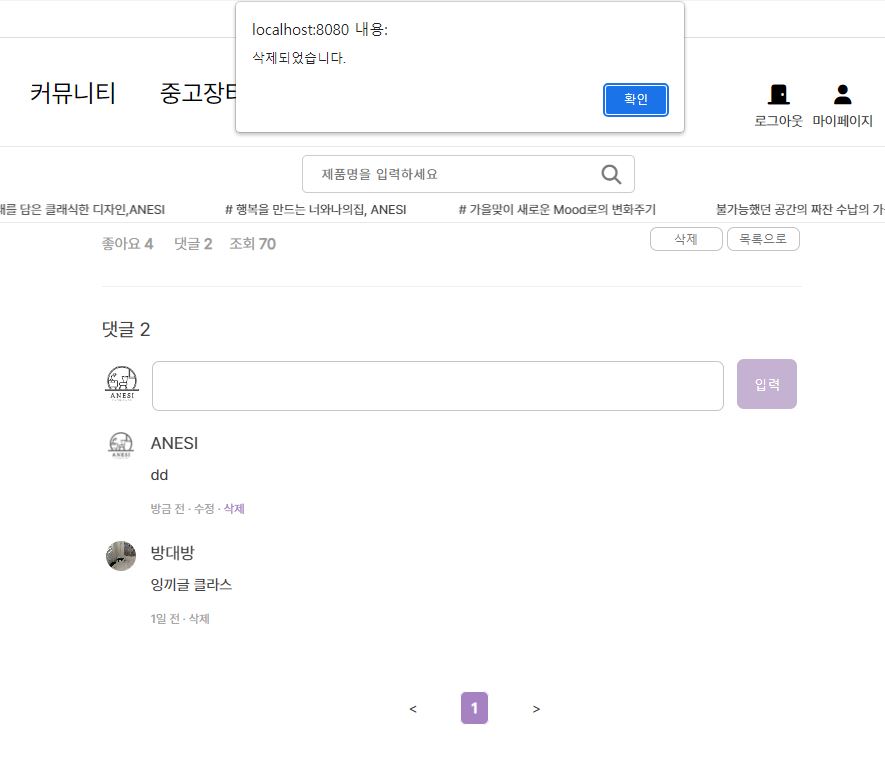 localhost:8080 내용:
삭제되었습니다.
확인
커뮤니티 중고장터
로그아웃 마이페이지
제품명을 입력하세요
담은 클래식한 디자인,ANESI # 행복을 만드는 너와나의집, ANESI # 가을맞이 새로운 Mood로의 변화주기 불가능했던 공간의 짜잔 수납의
좋아요 4 댓글 2 조회 70 삭제 목록으로
댓글 2
ANESI
입력
ANESI
ANESI
dd
방금 전 · 수정 · 삭제
방대방
잉끼글 클라스
1일 전 · 삭제
< 1 >